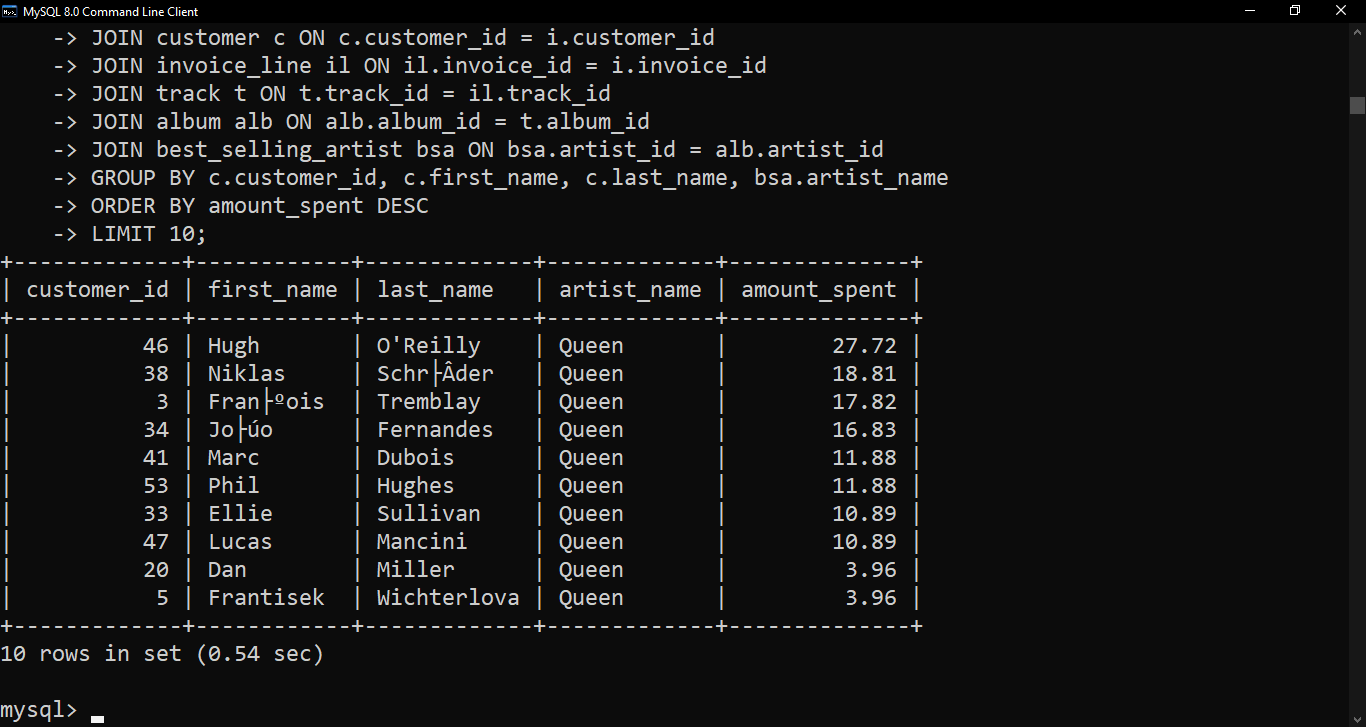 MySQL 8.0 Command Line Client
    -> JOIN customer c ON c.customer_id = i.customer_id
    -> JOIN invoice_line il ON il.invoice_id = i.invoice_id
    -> JOIN track t ON t.track_id = il.track_id
    -> JOIN album alb ON alb.album_id = t.album_id
    -> JOIN best_selling_artist bsa ON bsa.artist_id = alb.artist_id
    -> GROUP BY c.customer_id, c.first_name, c.last_name, bsa.artist_name
    -> ORDER BY amount_spent DESC
    -> LIMIT 10;
+-------------+------------+-------------+-------------+--------------+
| customer_id | first_name | last_name   | artist_name | amount_spent |
+-------------+------------+-------------+-------------+--------------+
|          46 | Hugh       | O'Reilly    | Queen       |        27.72 |
|          38 | Niklas     | Schr├Âder   | Queen       |        18.81 |
|           3 | Fran├ºois  | Tremblay    | Queen       |        17.82 |
|          34 | Jo├úo      | Fernandes   | Queen       |        16.83 |
|          41 | Marc       | Dubois      | Queen       |        11.88 |
|          53 | Phil       | Hughes      | Queen       |        11.88 |
|          33 | Ellie      | Sullivan    | Queen       |        10.89 |
|          47 | Lucas      | Mancini     | Queen       |        10.89 |
|          20 | Dan        | Miller      | Queen       |         3.96 |
|           5 | Frantisek  | Wichterlova | Queen       |         3.96 |
+-------------+------------+-------------+-------------+--------------+
10 rows in set (0.54 sec)
mysql>